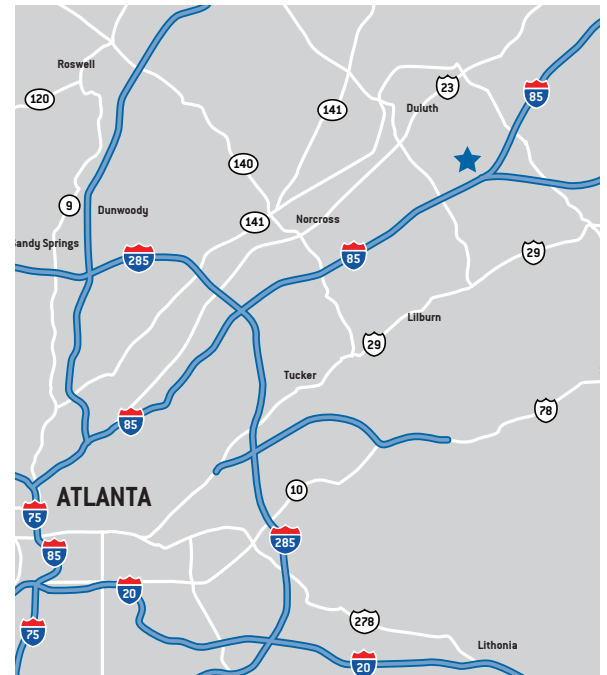 Roswell
23
85
120
Duluth
141
140
9
Dunwoody
141
Norcross
andy Springs
285
85
29
Lilburn
29
Tucker
78
85
10
ATLANTA
75
285
85
20
278
75
Lithonia
20